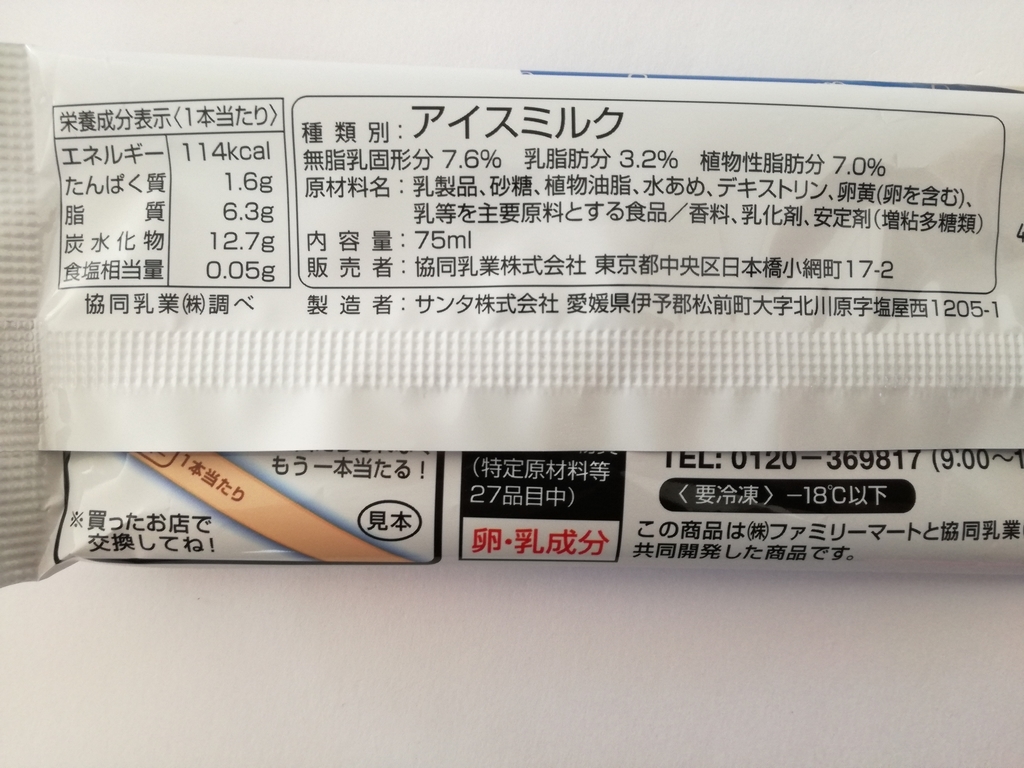 栄養成分表示〈1本当たり〉
エネルギー 114kcal
たんぱく質 1.6g
脂質 6.3g
炭水化物 12.7g
食塩相当量 0.05g
協同乳業㈱調べ
種類別：アイスミルク
無脂乳固形分 7.6% 乳脂肪分 3.2% 植物性脂肪分 7.0%
原材料名：乳製品、砂糖、植物油脂、水あめ、デキストリン、卵黄(卵を含む)、
乳等を主要原料とする食品／香料、乳化剤、安定剤(増粘多糖類)
内容量：75ml
販売者：協同乳業株式会社 東京都中央区日本橋小網町17-2
製造者：サンタ株式会社 愛媛県伊予郡松前町大字北川原字塩屋西1205-1
1本当たり
もう一本当たる！
※買ったお店で
交換してね！
見本
(特定原材料等
27品目中)
卵・乳成分
TEL: 0120－369817 (9:00～1
〈要冷凍〉－18℃以下
この商品は㈱ファミリーマートと協同乳業
共同開発した商品です。